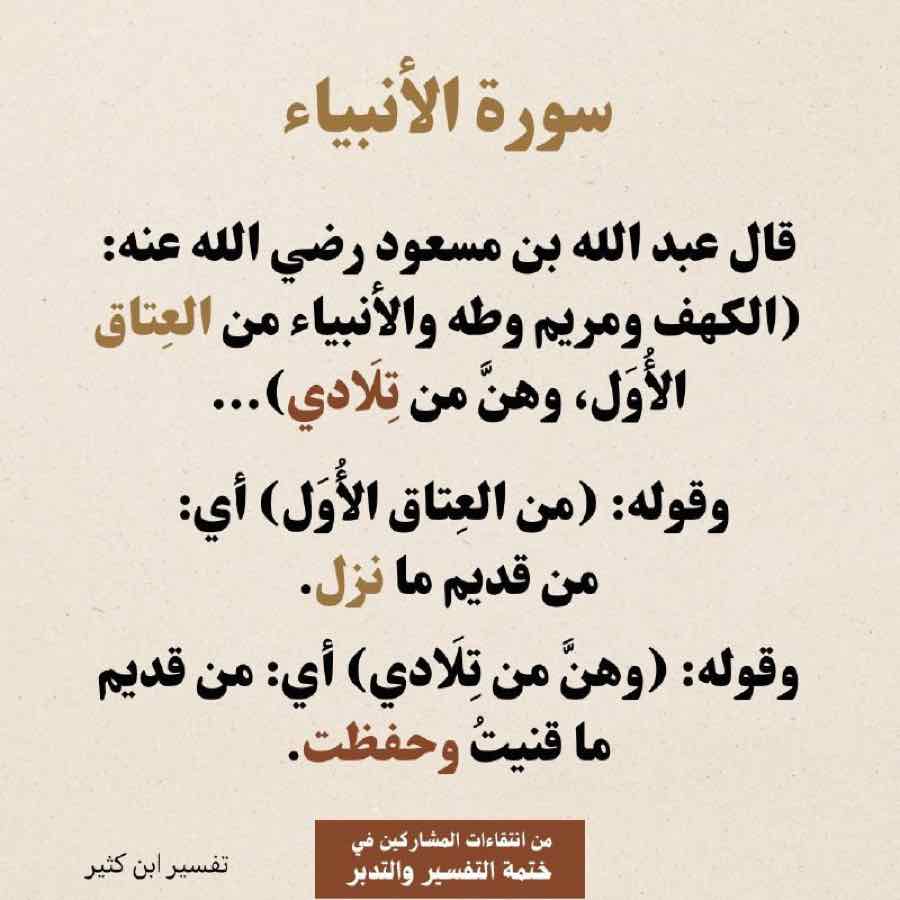 سورة الأنبياء
قال عبد الله بن مسعود رضي الله عنه:
(الكهف ومريم وطه والأنبياء من العِتاق
الأُوَل، وهنَّ من تِلَادي)...
وقوله: (من العِتاق الأُوَل) أي:
من قديم ما نزل.
وقوله: (وهنَّ من تِلَادي) أي: من قديم
ما قنيتُ وحفظت.
من انتقاءات المشاركين في
ختمة التفسير والتدبر
تفسير ابن كثير